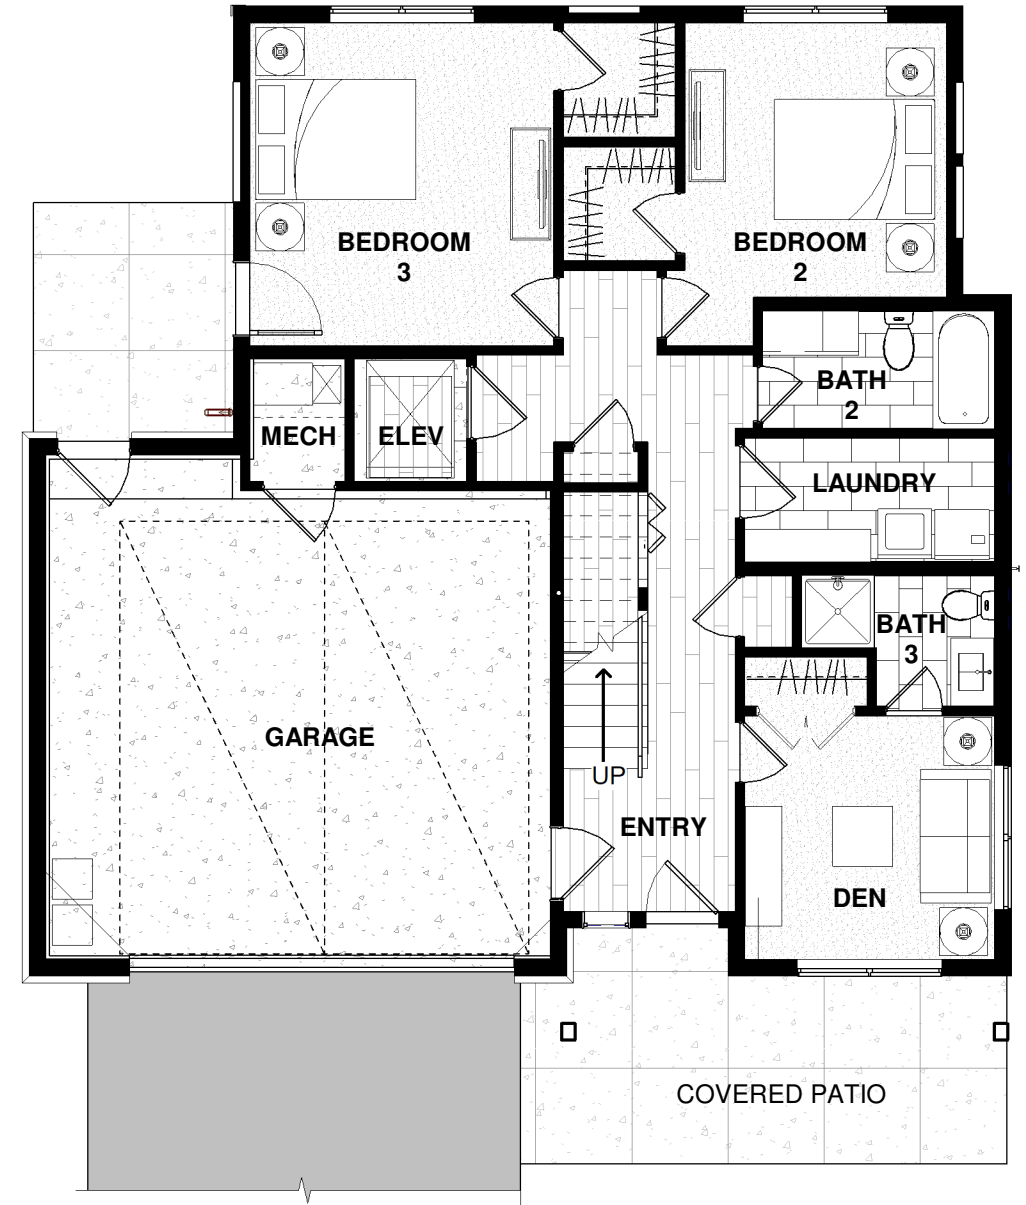 BEDROOM
3
BEDROOM
2
BATH
2
MECH
ELEV
LAUNDRY
BATH
3
GARAGE
UP
ENTRY
DEN
COVERED PATIO